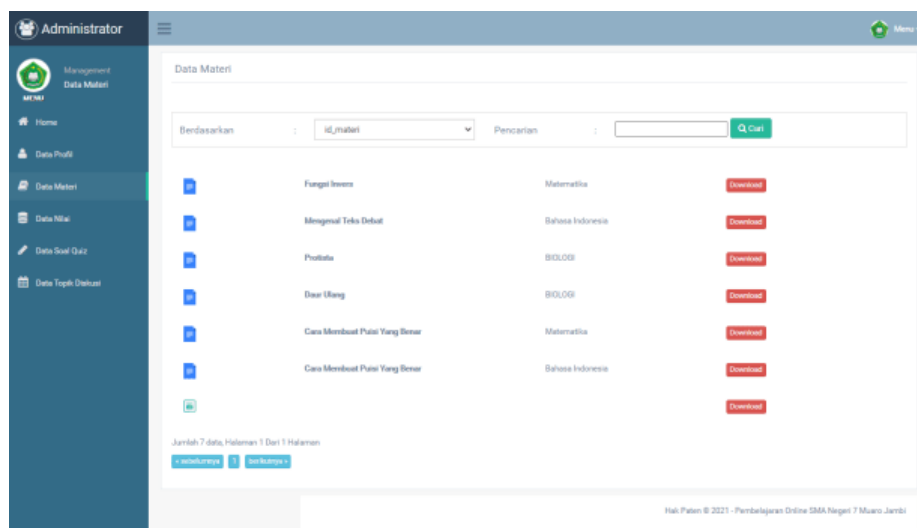 Administrator
Menu
Management
Data Materi
MENU
Home
Data Profil
Data Materi
Data Nilai
Data Soal Quiz
Data Topik Diskusi
Data Materi
Berdasarkan : id_materi Pencarian : Cari
Fungsi Invers Matematika Download
Mengenal Teks Debat Bahasa Indonesia Download
Protista BIOLOGI Download
Daur Ulang BIOLOGI Download
Cara Membuat Puisi Yang Benar Matematika Download
Cara Membuat Puisi Yang Benar Bahasa Indonesia Download
Download
Jumlah 7 data, Halaman 1 Dari 1 Halaman
« sebelumnya 1 berikutnya »
Hak Paten © 2021 - Pembelajaran Online SMA Negeri 7 Muaro Jambi